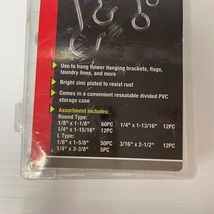 Use to hang flower hanging brackets, flags,
laundry lines, and more
Bright zinc plated to resist rust
Comes in a convenient resealable divided PVC
storage case
Assortment includes:
Round Type:
1/8" x 1-1/8" 60PC 1/4" x 1-13/16" 12PC
1/4" x 1-15/16" 12PC
L Type:
1/8" x 1-5/8" 50PC 3/16" x 2-1/2" 12PC
1/4" x 3-3/8" 5PC